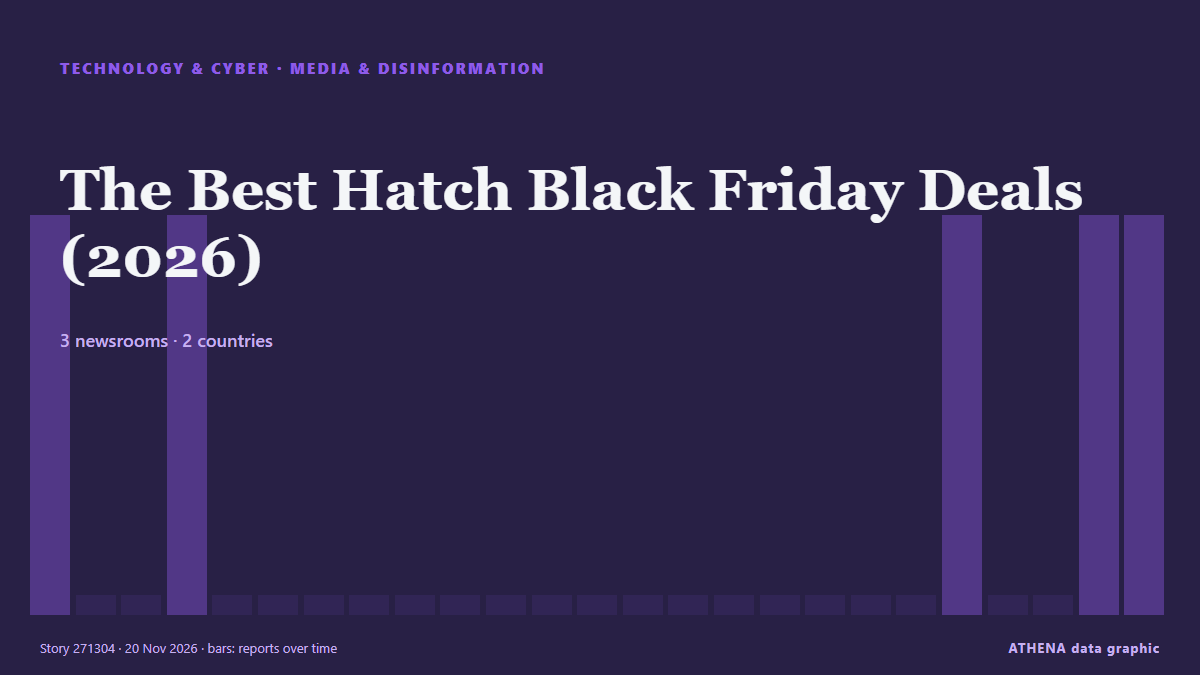 TECHNOLOGY & CYBER · MEDIA & DISINFORMATION
The Best Hatch Black Friday Deals
(2026)
3 newsrooms · 2 countries
Story 271304 · 20 Nov 2026 · bars: reports over time
ATHENA data graphic